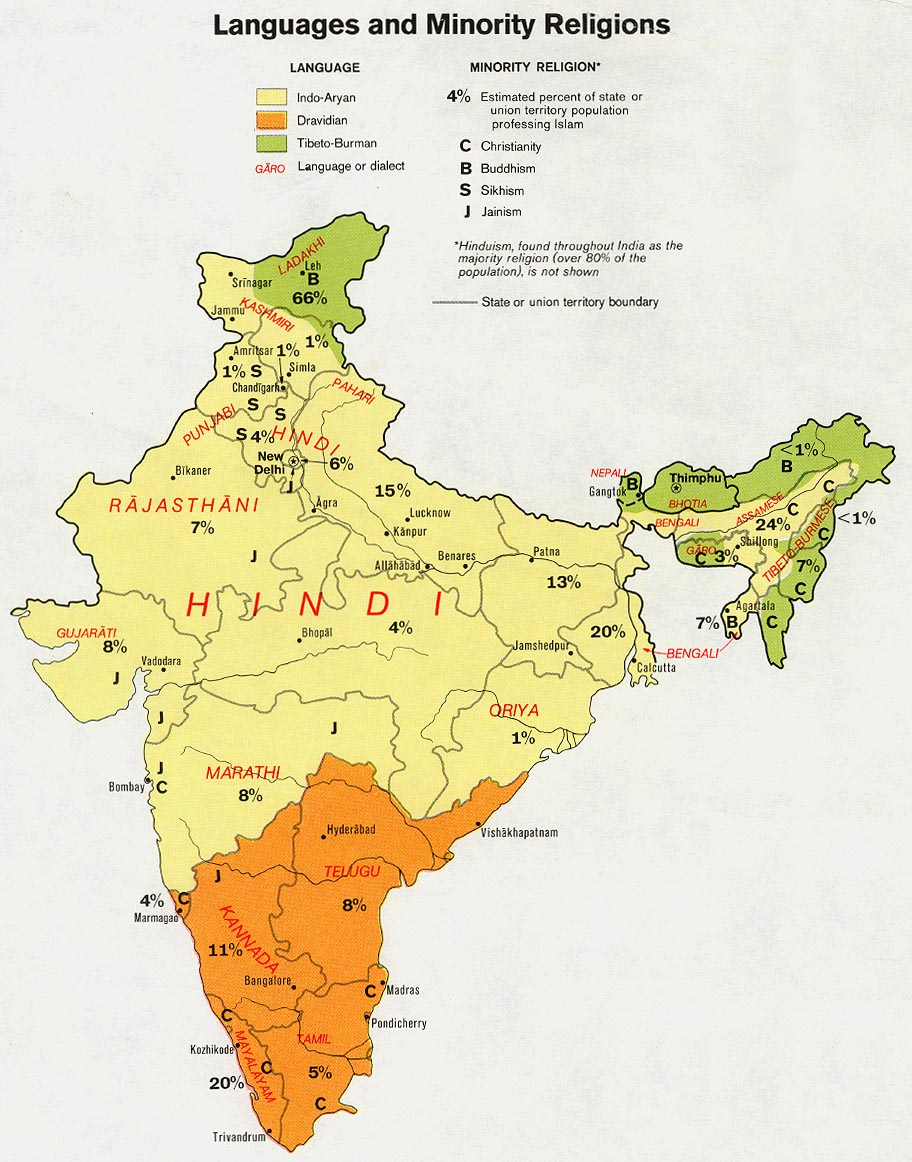 Languages and Minority Religions
LANGUAGE
Indo-Aryan
Dravidian
Tibeto-Burman
GĀRO Language or dialect
MINORITY RELIGION*
4% Estimated percent of state or
union territory population
professing Islam
C Christianity
B Buddhism
S Sikhism
J Jainism
*Hinduism, found throughout India as the
majority religion (over 80% of the
population), is not shown
State or union territory boundary
LADAKHI
Leh
B
66%
Srīnagar
Jammu
KASHMIRI
1%
Amritsar
1%
1% S
Simla
Chandīgarh
PAHARI
S
S
PUNJABI
S 4%
HINDI
New
Delhi
6%
J
Bīkaner
RĀJASTHĀNI
7%
15%
Āgra
Lucknow
Kānpur
J
Allāhābād
Benares
Patna
13%
HINDI
4%
Bhopāl
20%
Jamshedpur
Calcutta
BENGALI
GUJARĀTI
8%
Vadodara
J
J
J
ORIYA
1%
MARATHI
8%
J
Bombay
C
NEPALI
B
Gangtok
Thimphu
BHOTIA
<1%
B
C
BENGALI
ASSAMESE
C
24%
<1%
C
GĀRO
C 3%
Shillong
TIBETO-BURMESE
7%
C
Agartala
7%
B
C
Hyderābād
Vishākhapatnam
J
TELUGU
8%
4%
C
Marmagao
KANNADA
11%
Bangalore
C
Madras
C
Pondicherry
Kozhikode
MAYALAYAM
TAMIL
C
5%
20%
C
Trivandrum